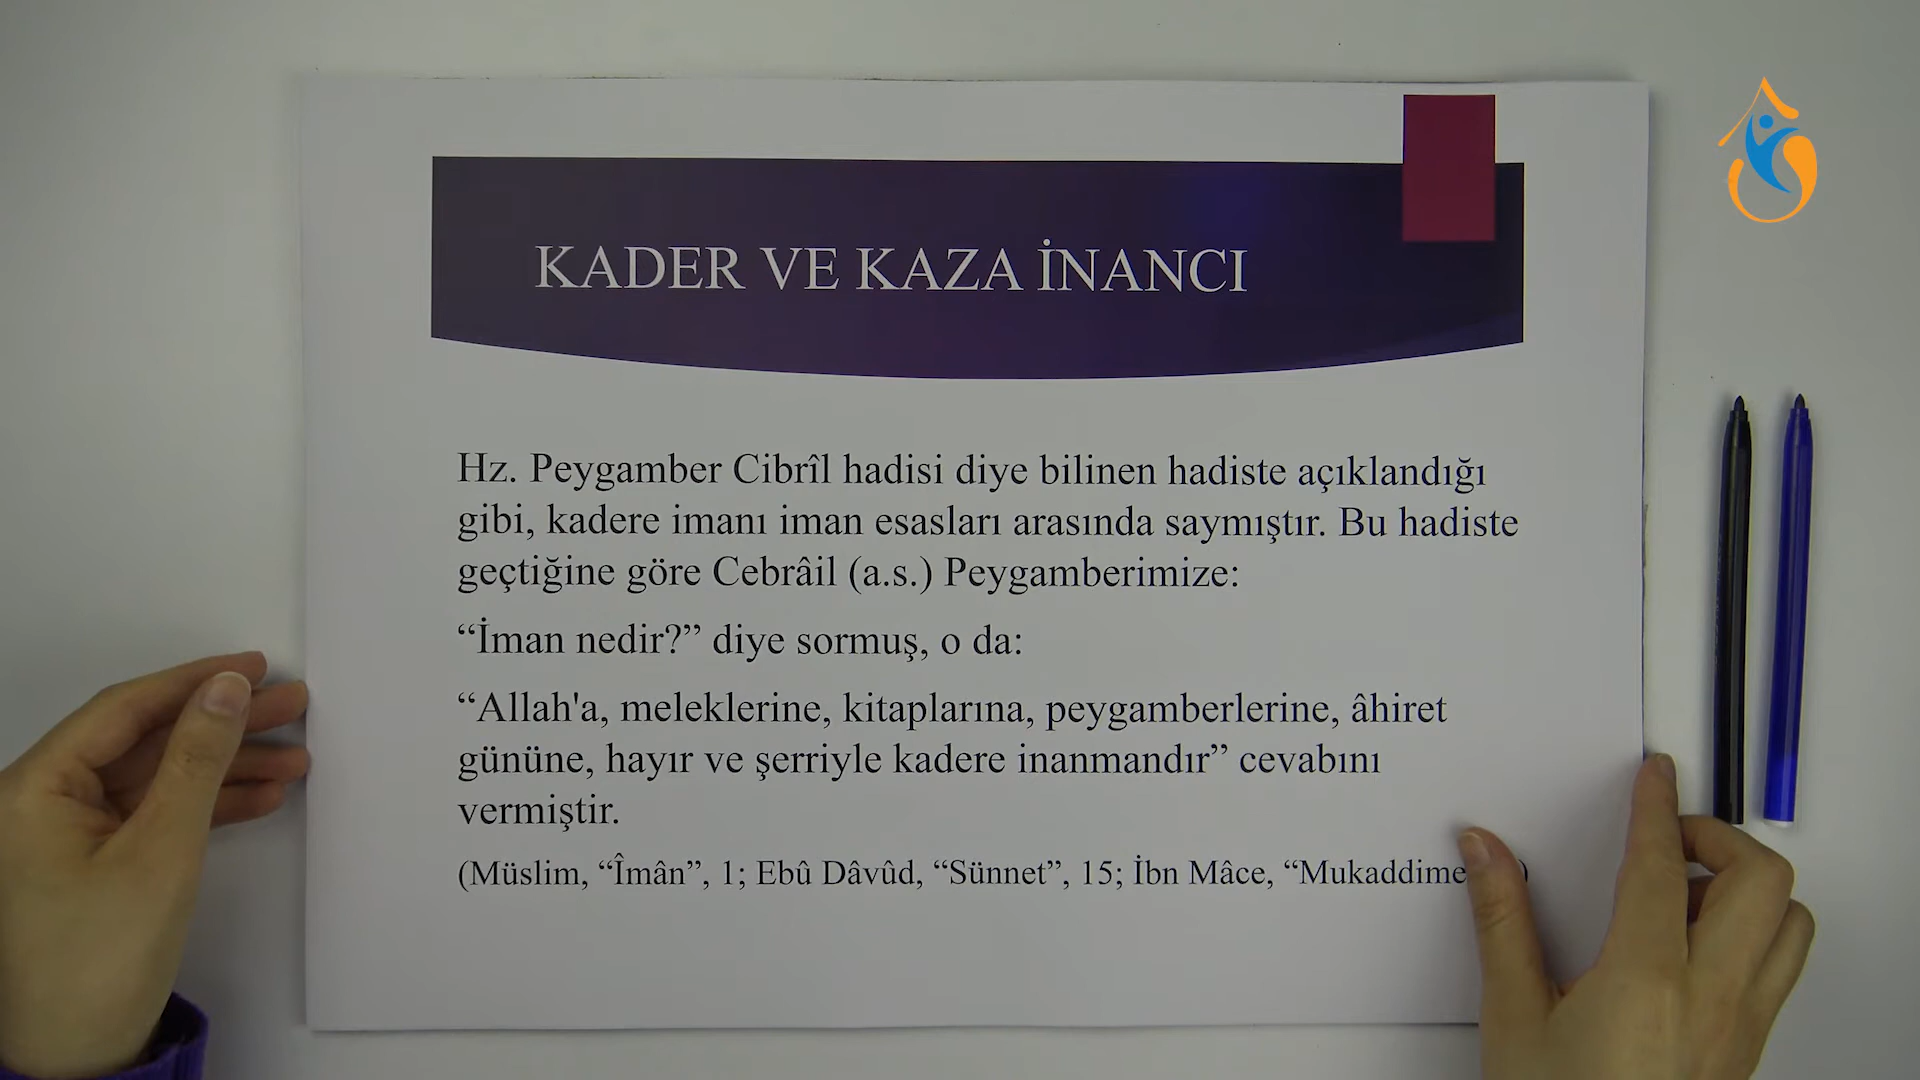 KADER VE KAZA İNANCI
Hz. Peygamber Cibrîl hadisi diye bilinen hadiste açıklandığı
gibi, kadere imanı iman esasları arasında saymıştır. Bu hadiste
geçtiğine göre Cebrâil (a.s.) Peygamberimize:
“İman nedir?” diye sormuş, o da:
“Allah'a, meleklerine, kitaplarına, peygamberlerine, âhiret
gününe, hayır ve şerriyle kadere inanmandır” cevabını
vermiştir.
(Müslim, “Îmân”, 1; Ebû Dâvûd, “Sünnet”, 15; İbn Mâce, “Mukaddime )